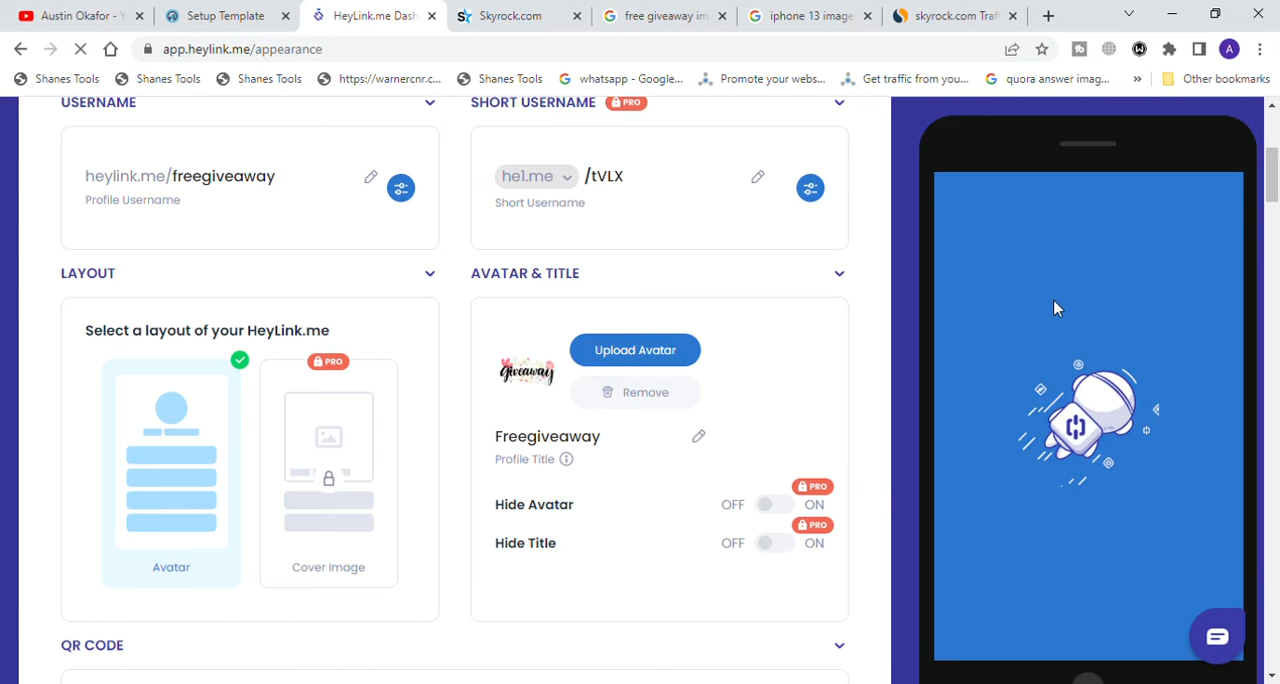 Austin Okafor - Y
Setup Template
HeyLink.me Dash
Skyrock.com
free giveaway im
iphone 13 image
skyrock.com Traf
app.heylink.me/appearance
A
Shanes Tools
Shanes Tools
Shanes Tools
https://warnercnr.c...
Shanes Tools
whatsapp - Google...
Promote your webs...
Get traffic from you...
quora answer imag...
»
Other bookmarks
USERNAME
SHORT USERNAME PRO
heylink.me/freegiveaway
Profile Username
he1.me /tVLX
Short Username
LAYOUT
AVATAR & TITLE
Select a layout of your HeyLink.me
PRO
Avatar
Cover Image
Giveaway
Upload Avatar
Remove
Freegiveaway
Profile Title
PRO
Hide Avatar OFF ON
PRO
Hide Title OFF ON
QR CODE